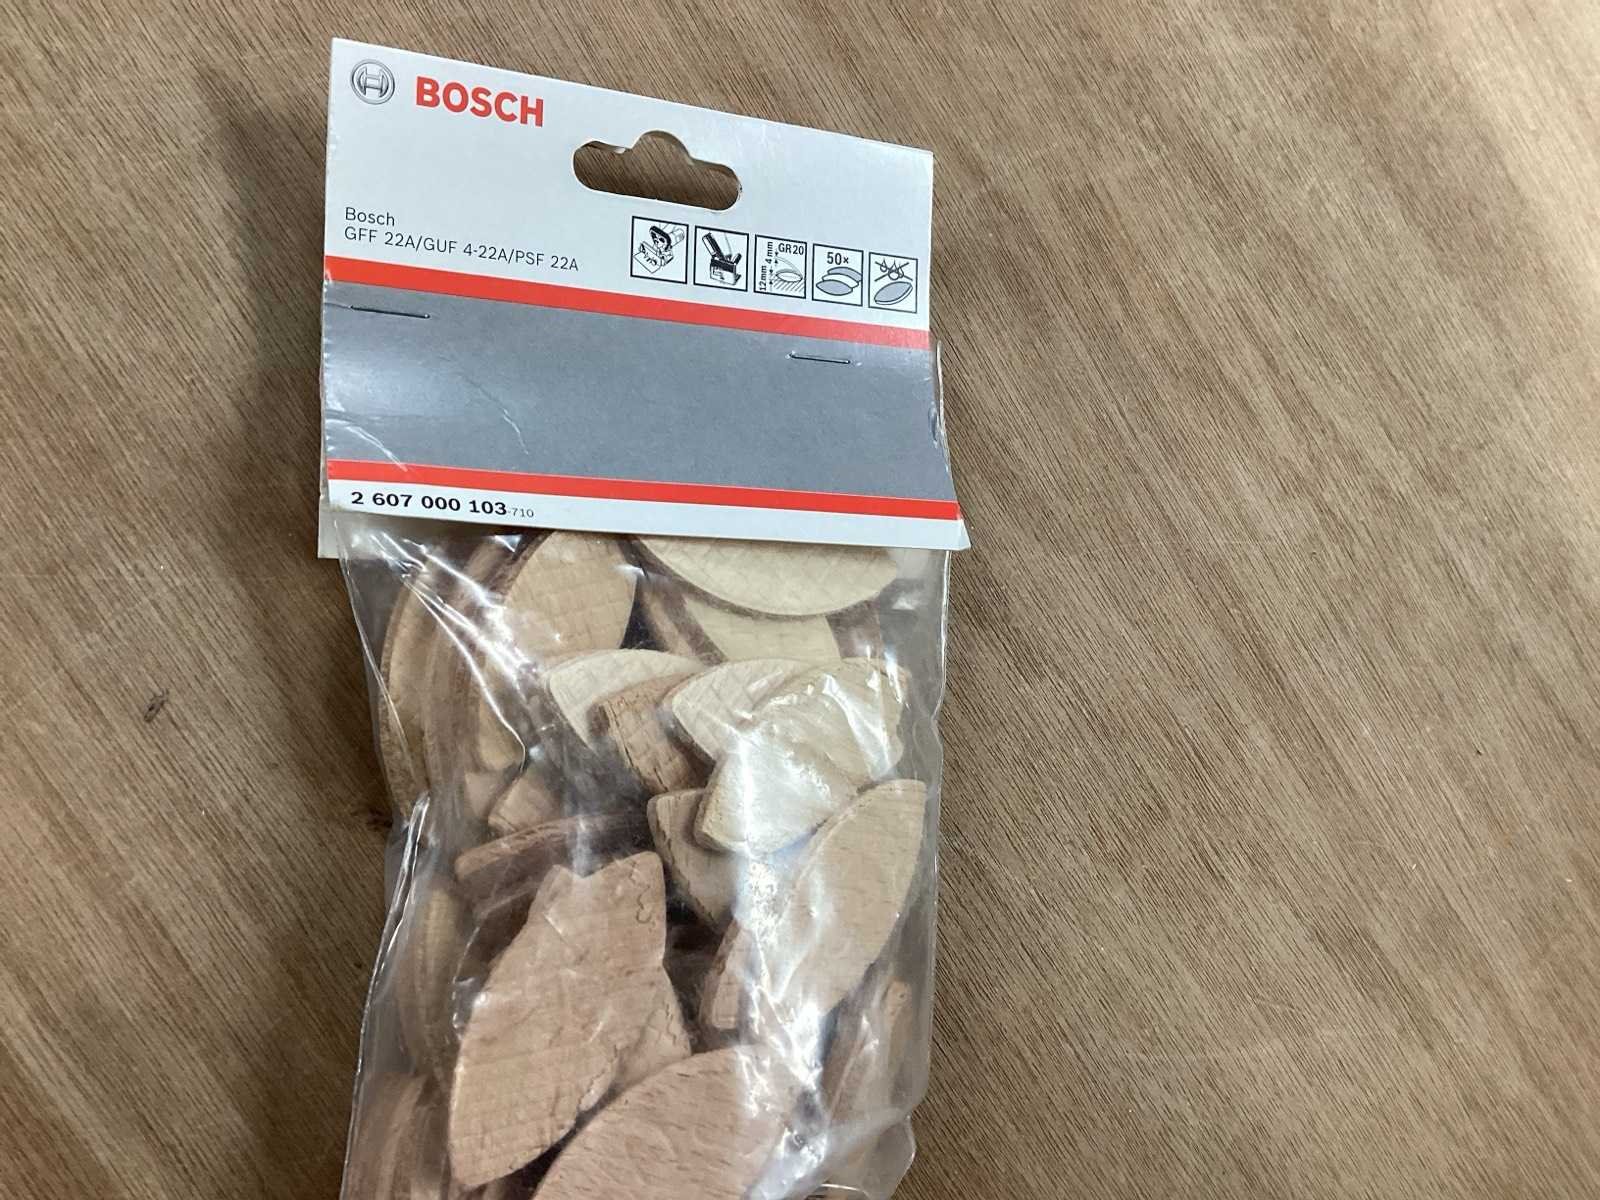 BOSCH
Bosch
GFF 22A/GUF 4-22A/PSF 22A
12mm 4mm GR20
50×
2 607 000 103-710